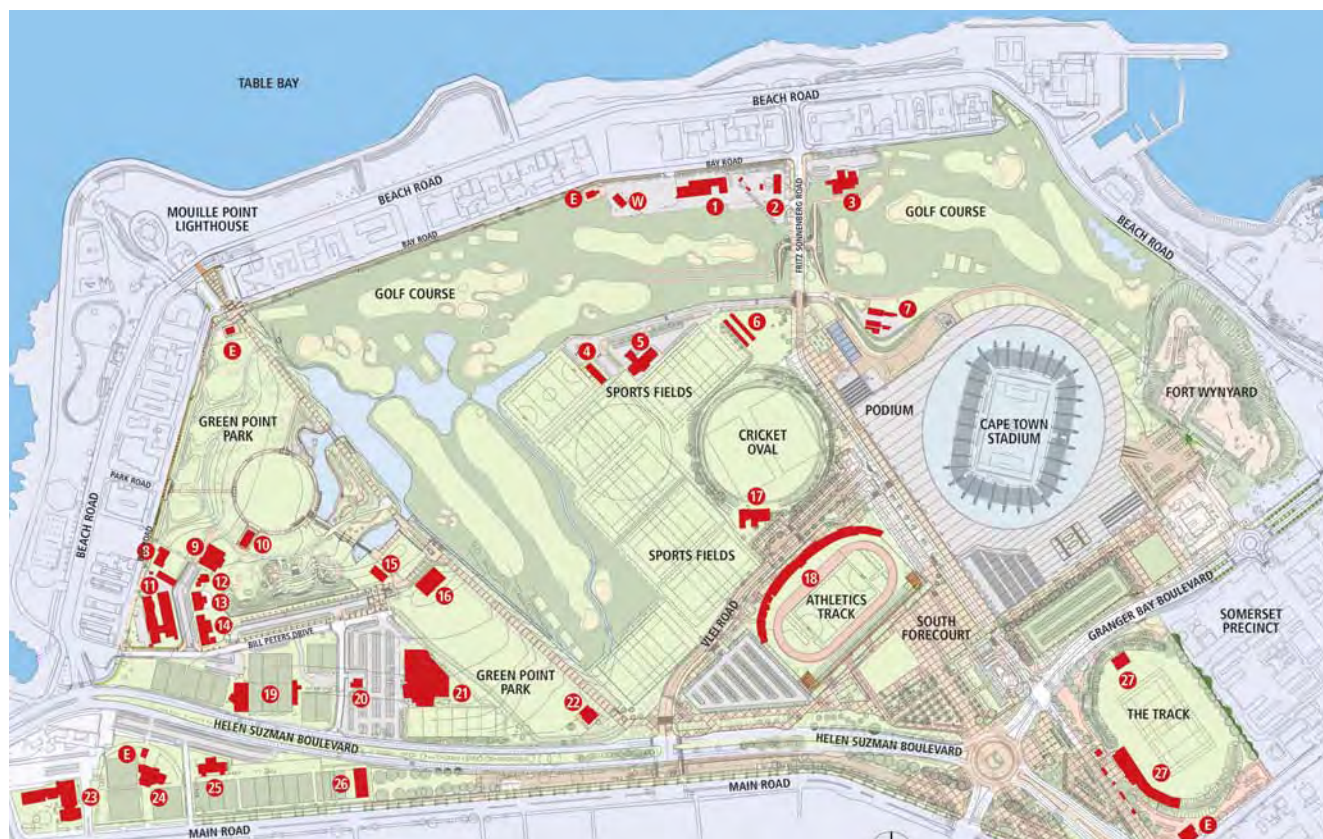 TABLE BAY
BEACH ROAD
BAY ROAD
MOUILLE POINT
LIGHTHOUSE
BEACH ROAD
BAY ROAD
E
W
1
2
3
FRITZ SONNENBERG ROAD
GOLF COURSE
BEACH ROAD
GOLF COURSE
E
4
5
6
7
SPORTS FIELDS
PODIUM
CAPE TOWN
STADIUM
FORT WYNYARD
GREEN POINT
PARK
CRICKET
OVAL
PARK ROAD
BEACH ROAD
17
8
9
10
SPORTS FIELDS
11
12
13
14
15
16
18
ATHLETICS
TRACK
VLEI ROAD
SOUTH
FORECOURT
GRANGER BAY BOULEVARD
SOMERSET
PRECINCT
BILL PETERS DRIVE
GREEN POINT
PARK
19
20
21
22
27
THE TRACK
HELEN SUZMAN BOULEVARD
HELEN SUZMAN BOULEVARD
E
23
24
25
26
27
MAIN ROAD
MAIN ROAD
E